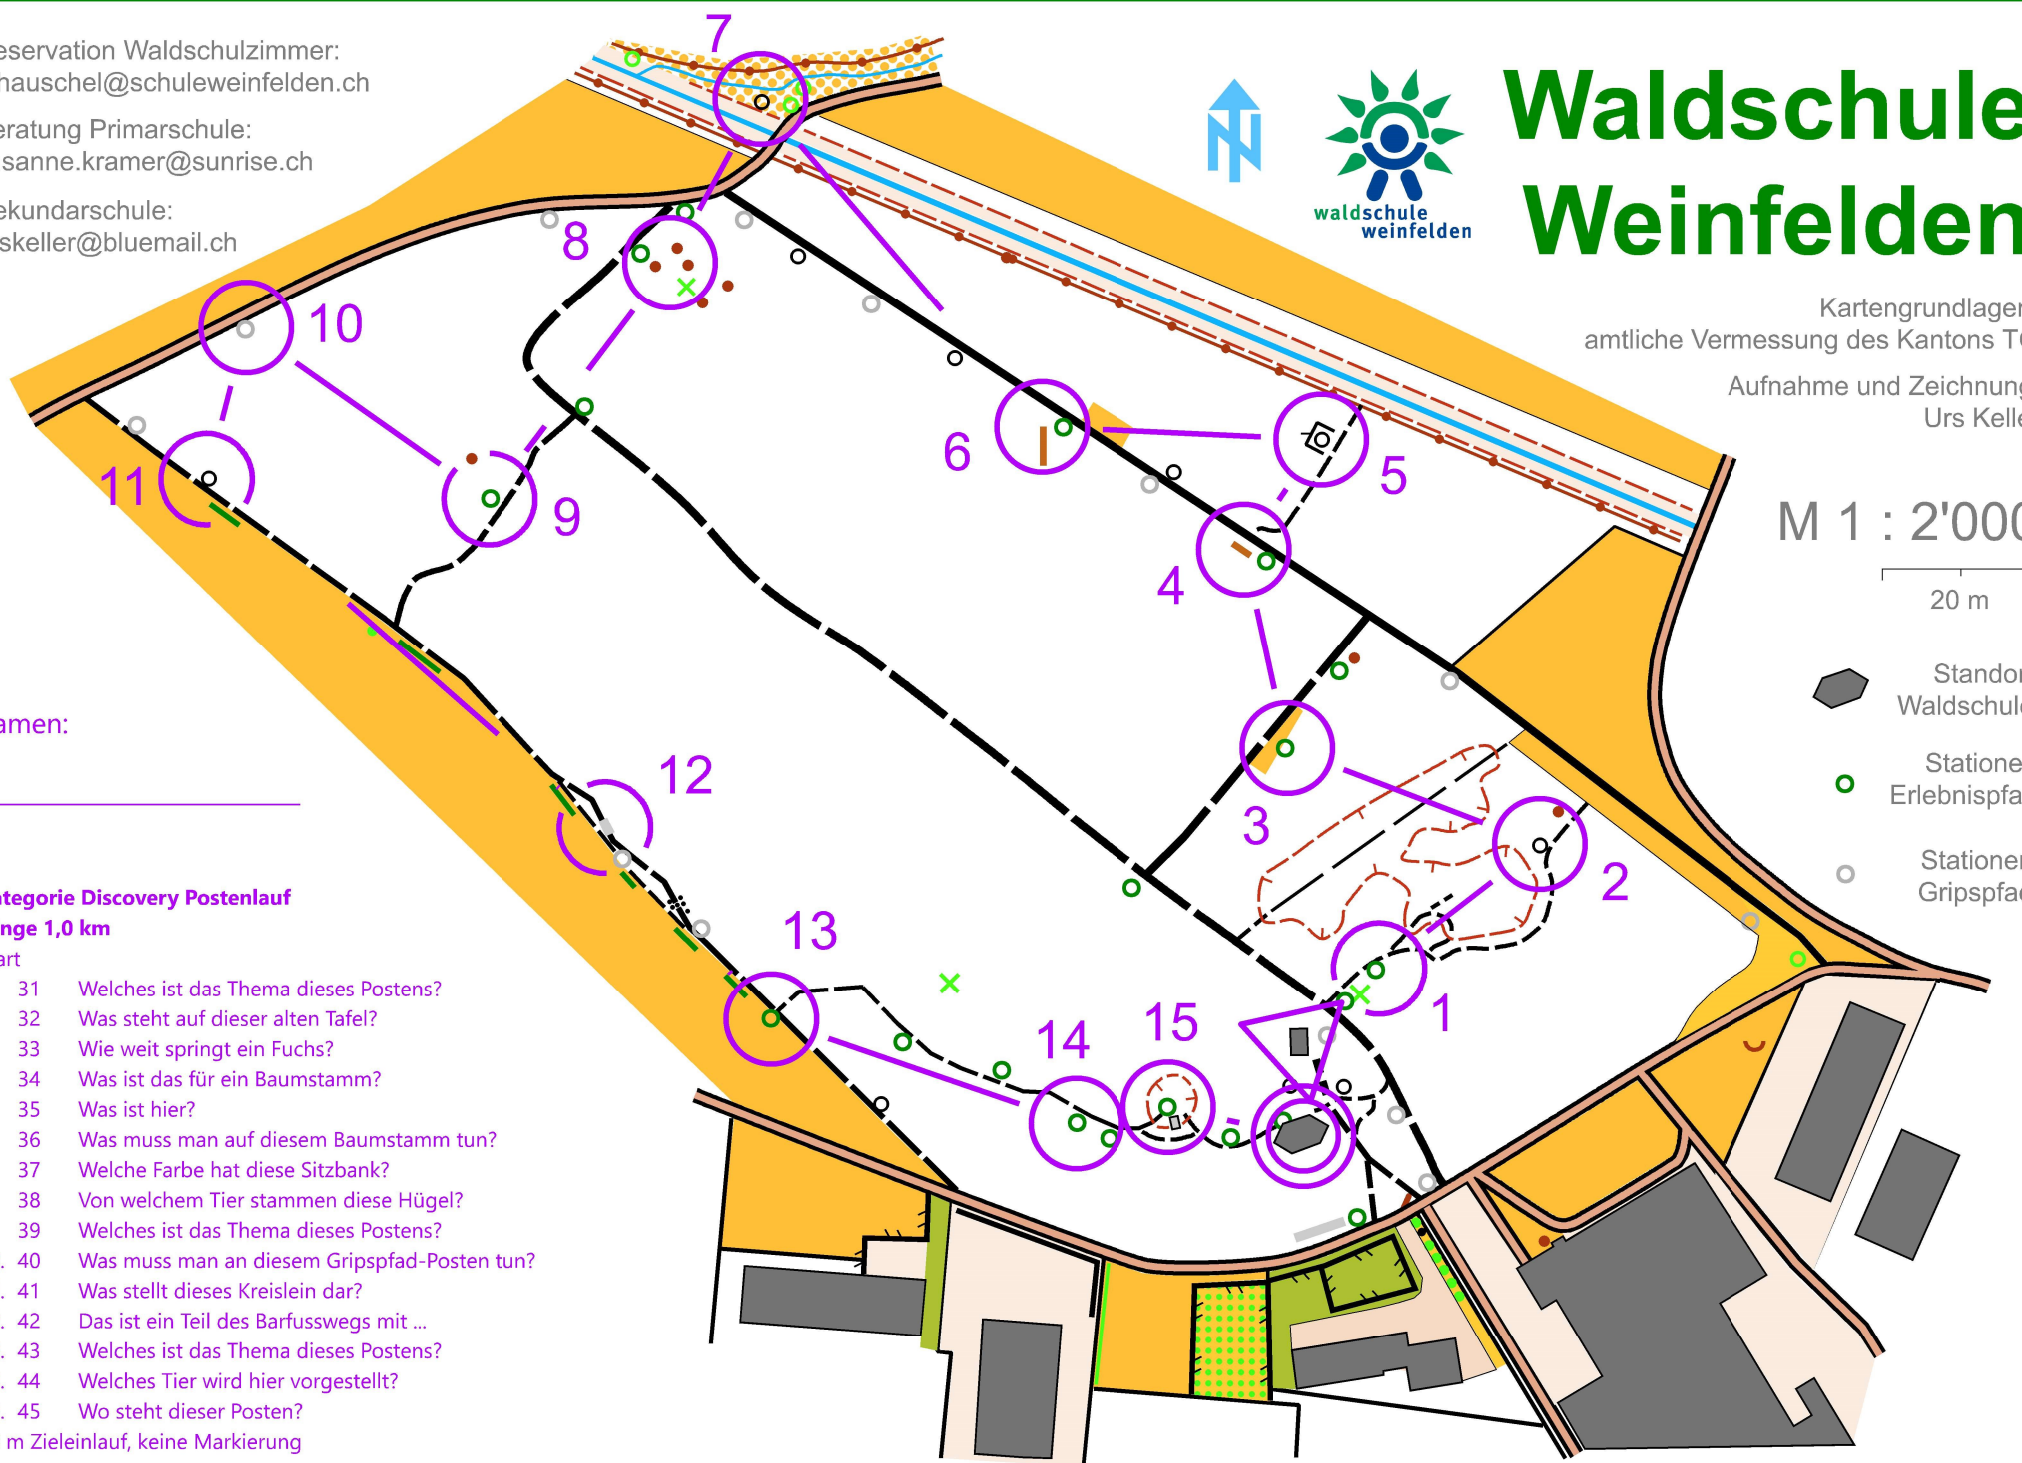 eservation Waldschulzimmer:
hauschel@schuleweinfelden.ch
eratung Primarschule:
sanne.kramer@sunrise.ch
ekundarschule:
skeller@bluemail.ch
waldschule
weinfelden
Waldschule
Weinfelden
Kartengrundlagen
amtliche Vermessung des Kantons TG
Aufnahme und Zeichnung
Urs Kelle
M 1 : 2'000
20 m
Standor
Waldschule
Statione
Erlebnispfa
Stationen
Gripspfad
7
8
10
11
9
6
5
4
3
2
1
12
13
14
15
amen:
ategorie Discovery Postenlauf
nge 1,0 km
art
31 Welches ist das Thema dieses Postens?
32 Was steht auf dieser alten Tafel?
33 Wie weit springt ein Fuchs?
34 Was ist das für ein Baumstamm?
35 Was ist hier?
36 Was muss man auf diesem Baumstamm tun?
37 Welche Farbe hat diese Sitzbank?
38 Von welchem Tier stammen diese Hügel?
39 Welches ist das Thema dieses Postens?
. 40 Was muss man an diesem Gripspfad-Posten tun?
. 41 Was stellt dieses Kreislein dar?
. 42 Das ist ein Teil des Barfusswegs mit ...
. 43 Welches ist das Thema dieses Postens?
. 44 Welches Tier wird hier vorgestellt?
. 45 Wo steht dieser Posten?
m Zieleinlauf, keine Markierung